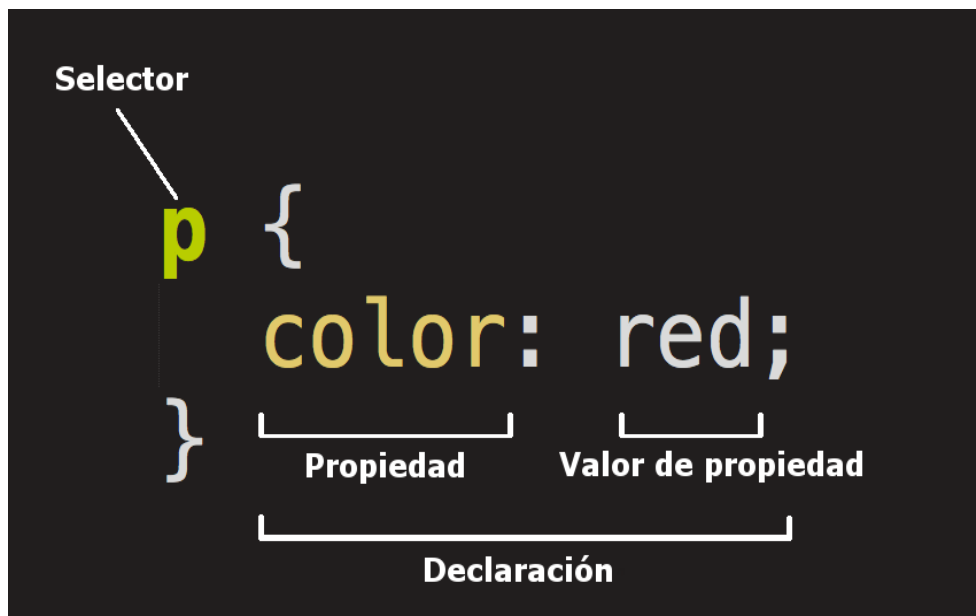 Selector
p {
color: red;
}
Propiedad
Valor de propiedad
Declaración